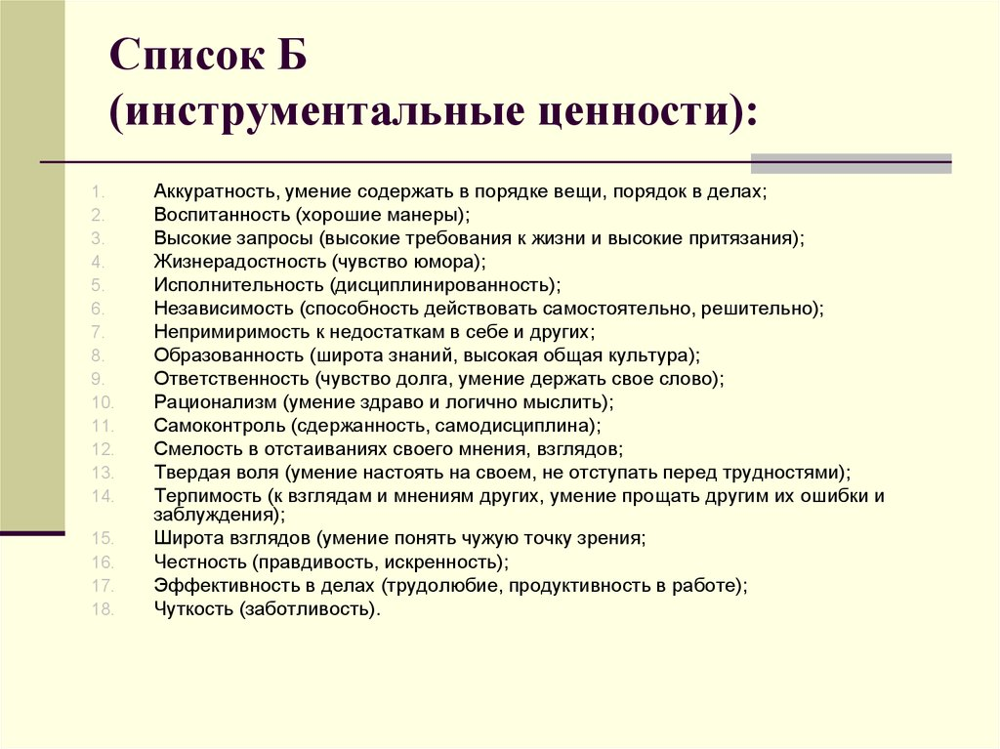 Список Б
(инструментальные ценности):
1. Аккуратность, умение содержать в порядке вещи, порядок в делах;
2. Воспитанность (хорошие манеры);
3. Высокие запросы (высокие требования к жизни и высокие притязания);
4. Жизнерадостность (чувство юмора);
5. Исполнительность (дисциплинированность);
6. Независимость (способность действовать самостоятельно, решительно);
7. Непримиримость к недостаткам в себе и других;
8. Образованность (широта знаний, высокая общая культура);
9. Ответственность (чувство долга, умение держать свое слово);
10. Рационализм (умение здраво и логично мыслить);
11. Самоконтроль (сдержанность, самодисциплина);
12. Смелость в отстаиваниях своего мнения, взглядов;
13. Твердая воля (умение настоять на своем, не отступать перед трудностями);
14. Терпимость (к взглядам и мнениям других, умение прощать другим их ошибки и
заблуждения);
15. Широта взглядов (умение понять чужую точку зрения;
16. Честность (правдивость, искренность);
17. Эффективность в делах (трудолюбие, продуктивность в работе);
18. Чуткость (заботливость).